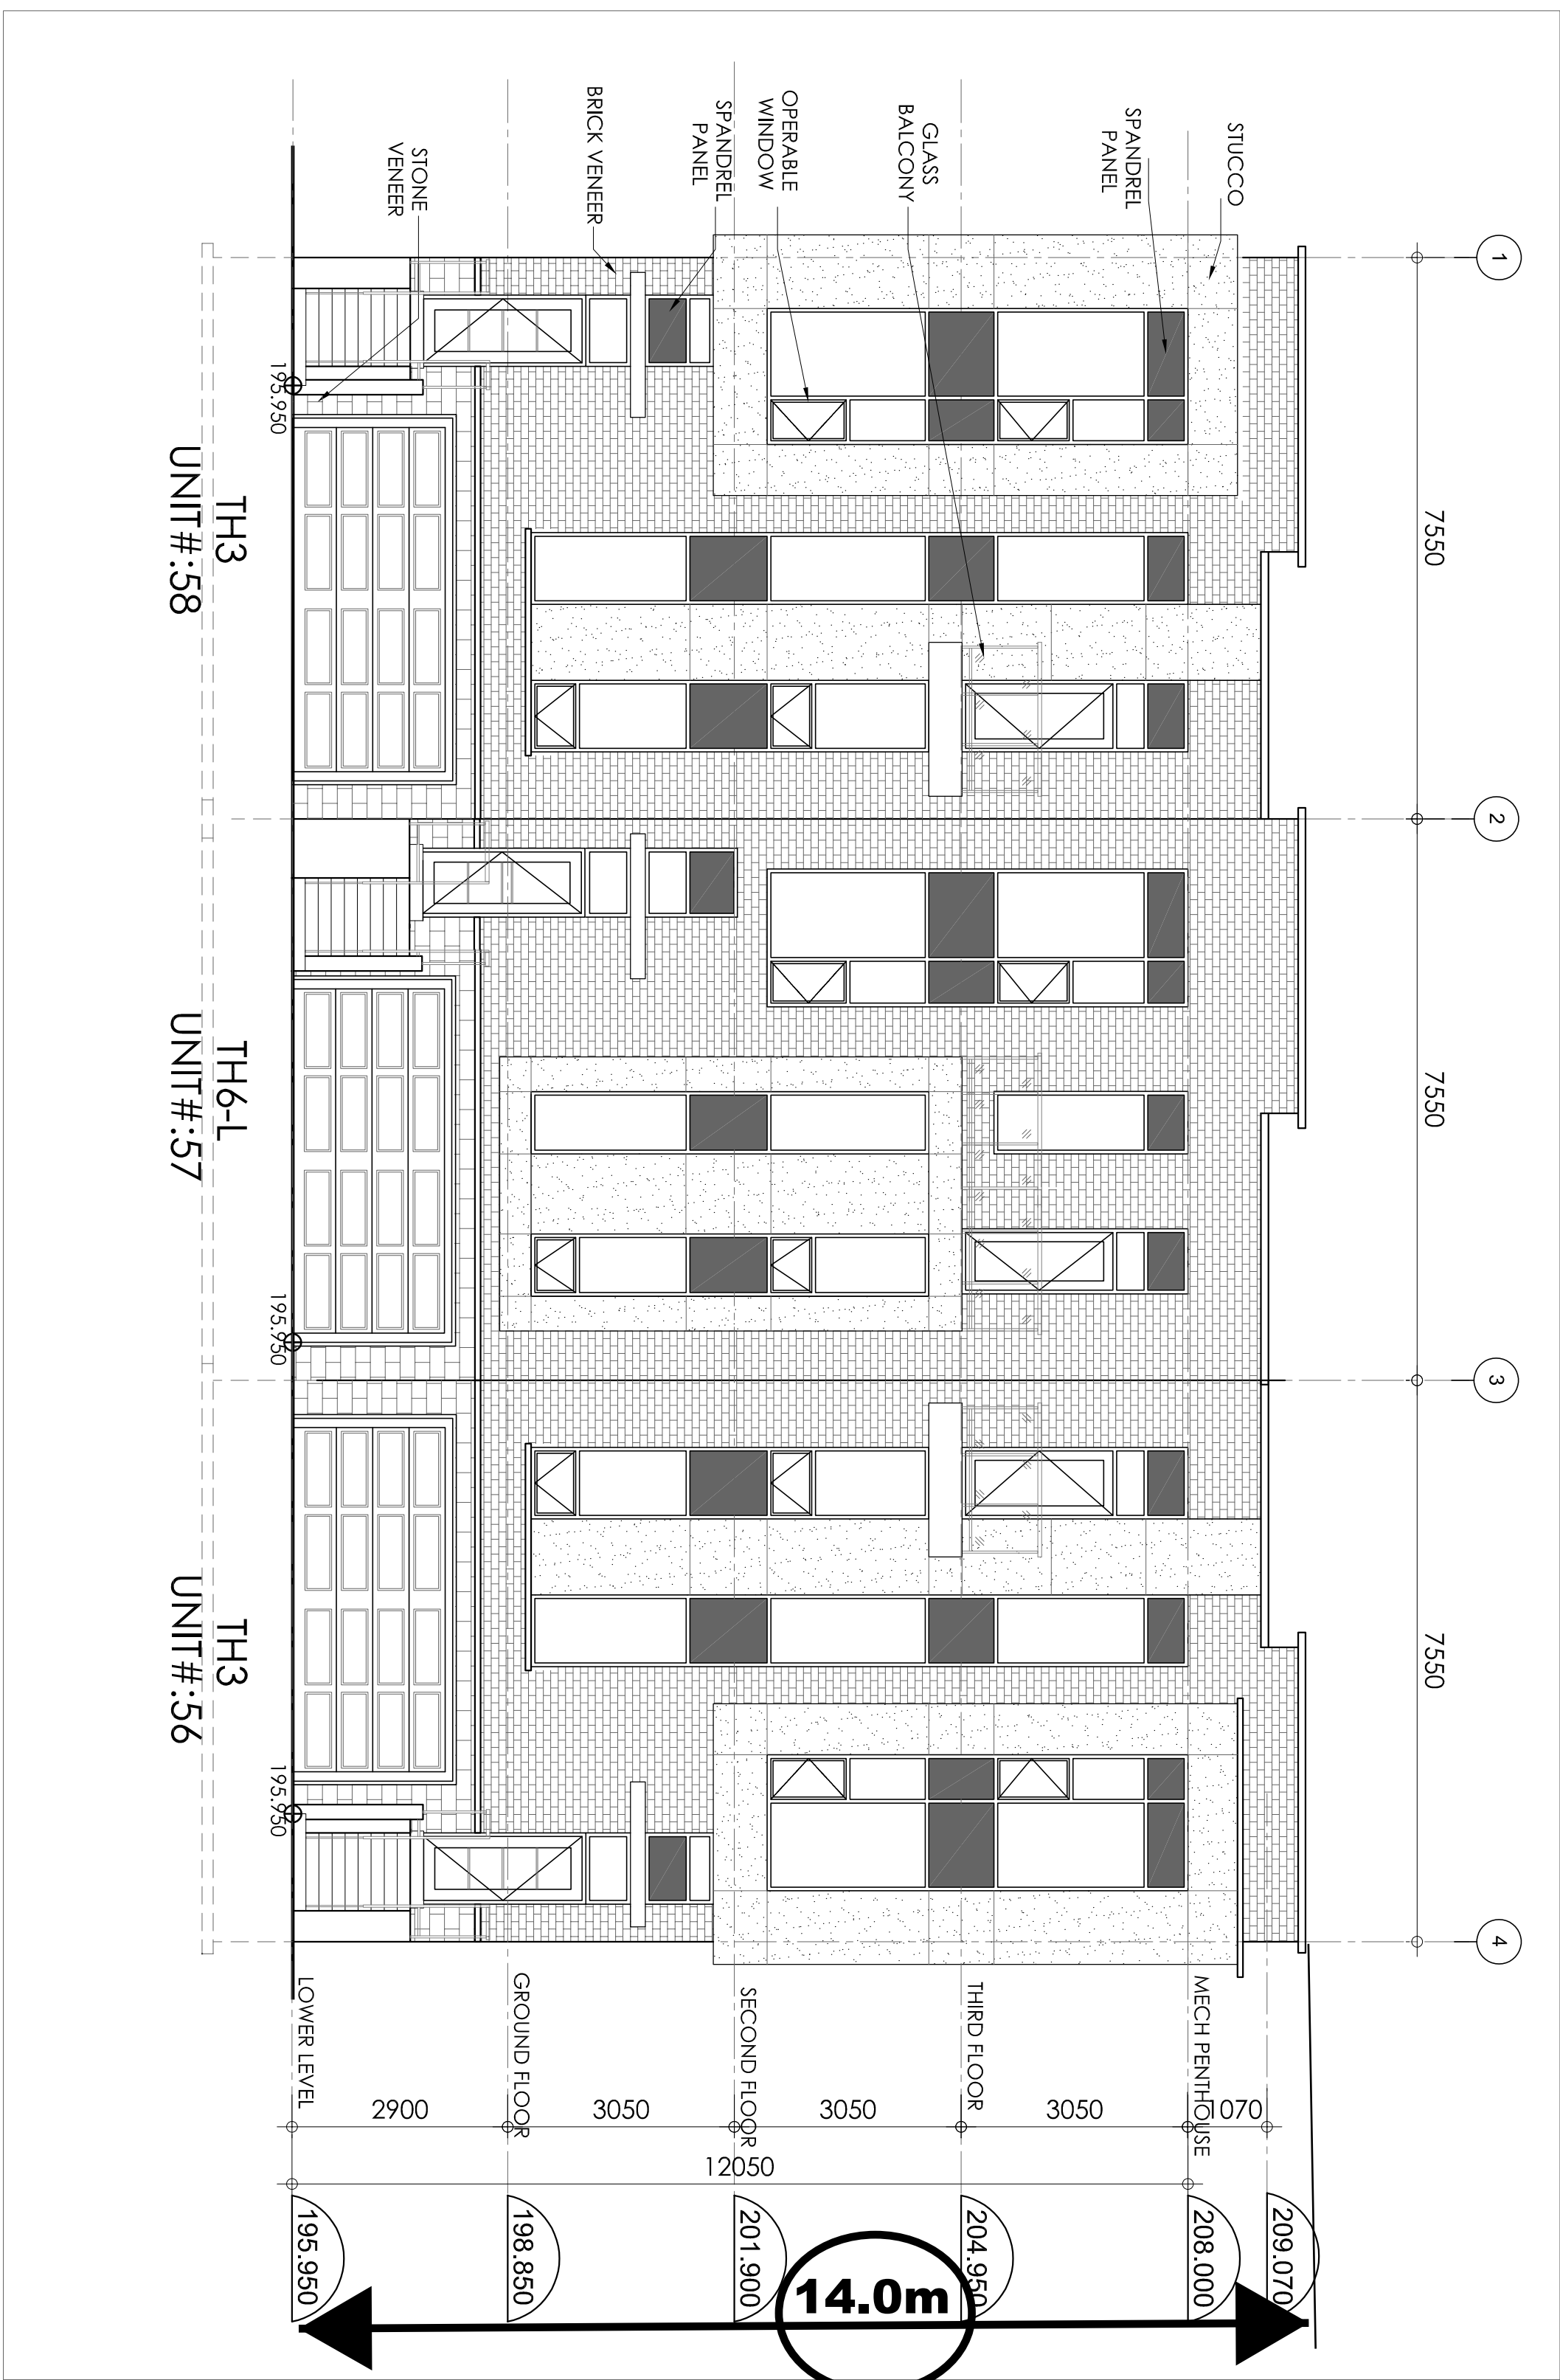 1
2
3
4
7550
7550
7550
STUCCO
SPANDREL
PANEL
GLASS
BALCONY
OPERABLE
WINDOW
SPANDREL
PANEL
BRICK VENEER
STONE
VENEER
MECH PENTHOUSE
THIRD FLOOR
SECOND FLOOR
GROUND FLOOR
LOWER LEVEL
1070
3050
3050
3050
2900
12050
209.070
208.000
204.950
201.900
198.850
195.950
14.0m
195.950
195.950
195.950
TH3
UNIT#:58
TH6-L
UNIT#:57
TH3
UNIT#:56